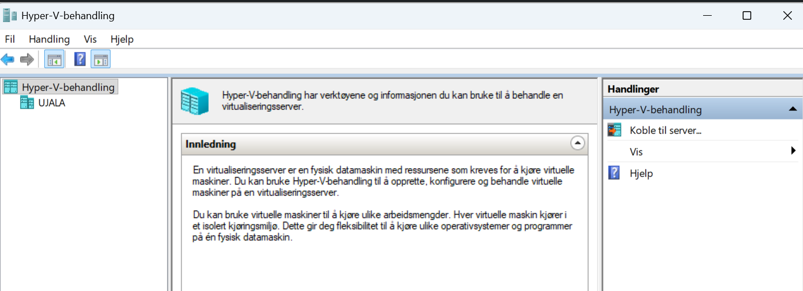 Hyper-V-behandling
Fil Handling Vis Hjelp
Hyper-V-behandling
UJALA
Hyper-V-behandling har verktøyene og informasjonen du kan bruke til å behandle en
virtualiseringsserver.
Innledning
En virtualiseringsserver er en fysisk datamaskin med ressursene som kreves for å kjøre virtuelle
maskiner. Du kan bruke Hyper-V-behandling til å opprette, konfigurere og behandle virtuelle
maskiner på en virtualiseringsserver.
Du kan bruke virtuelle maskiner til å kjøre ulike arbeidsmengder. Hver virtuelle maskin kjører i
et isolert kjøringsmiljø. Dette gir deg fleksibilitet til å kjøre ulike operativsystemer og programmer
på én fysisk datamaskin.
Handlinger
Hyper-V-behandling
Koble til server...
Vis
Hjelp